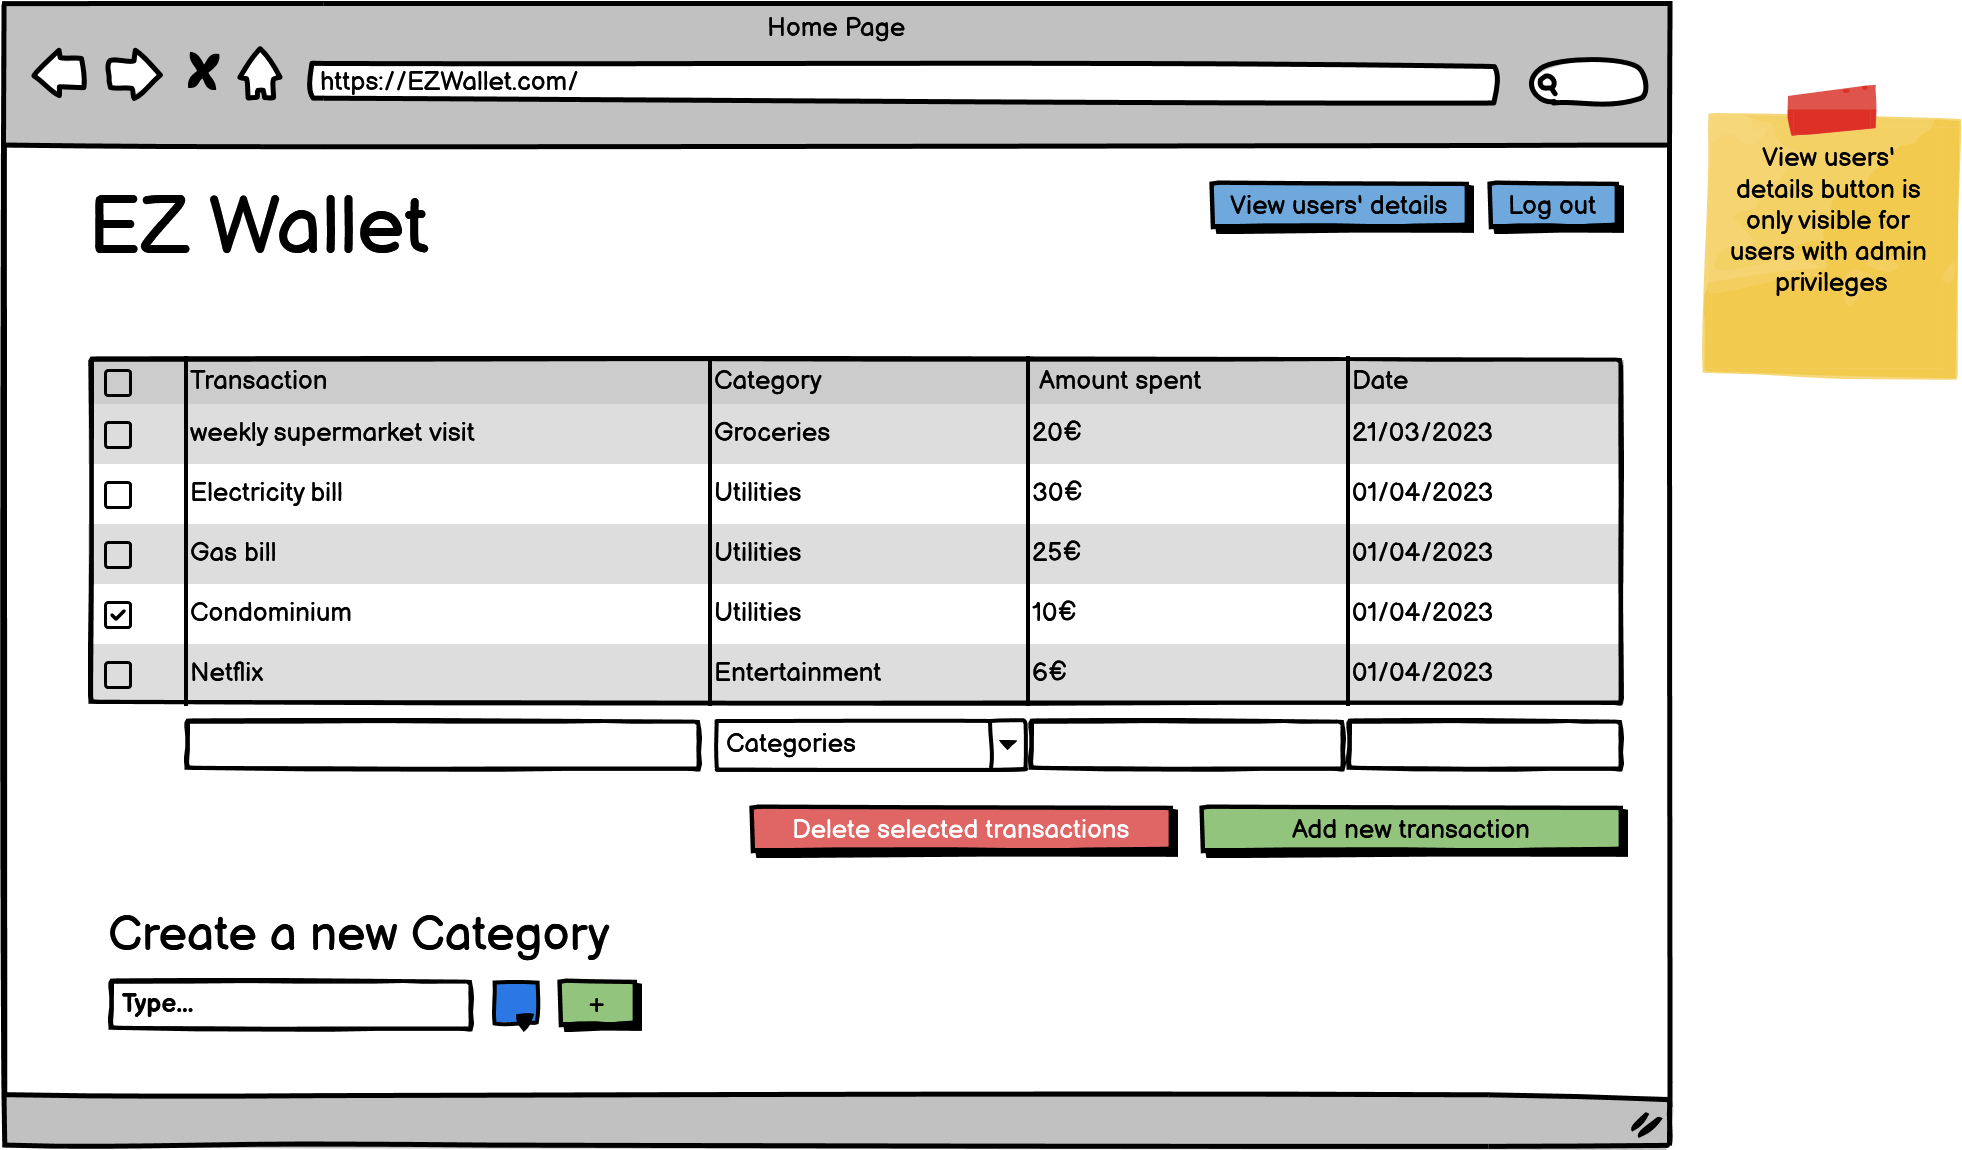 Home Page
https://EZWallet.com/
EZ Wallet
View users' details
Log out
View users'
details button is
only visible for
users with admin
privileges
Transaction Category Amount spent Date
weekly supermarket visit Groceries 20€ 21/03/2023
Electricity bill Utilities 30€ 01/04/2023
Gas bill Utilities 25€ 01/04/2023
Condominium Utilities 10€ 01/04/2023
Netflix Entertainment 6€ 01/04/2023
Categories
Delete selected transactions
Add new transaction
Create a new Category
Type...
+